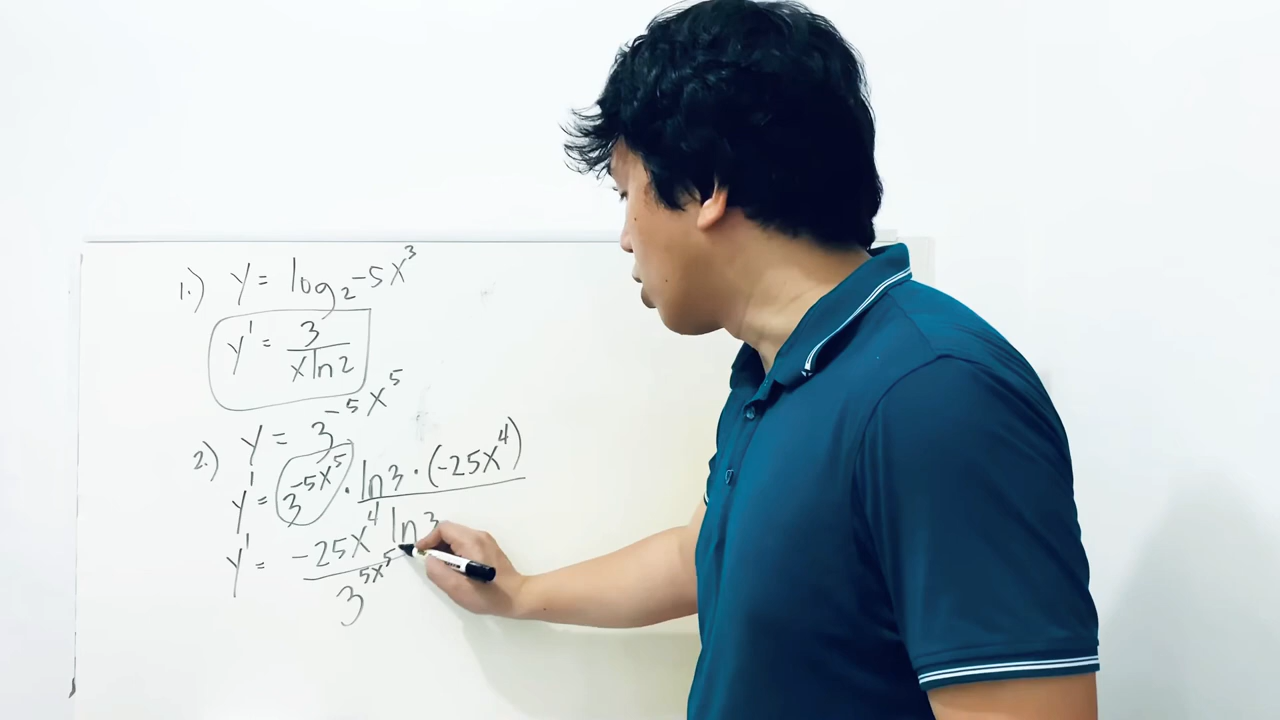 1.) y = log₂ -5x³
y' = 3/(x ln 2)
2.) y = 3^(-5x⁵)
y' = 3^(-5x⁵) · ln 3 · (-25x⁴)
y' = (-25x⁴ ln 3)/(3^(5x⁵))